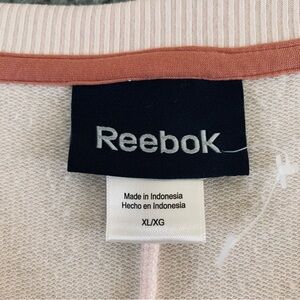 Reebok
Made in Indonesia
Hecho en Indonesia
XL/XG